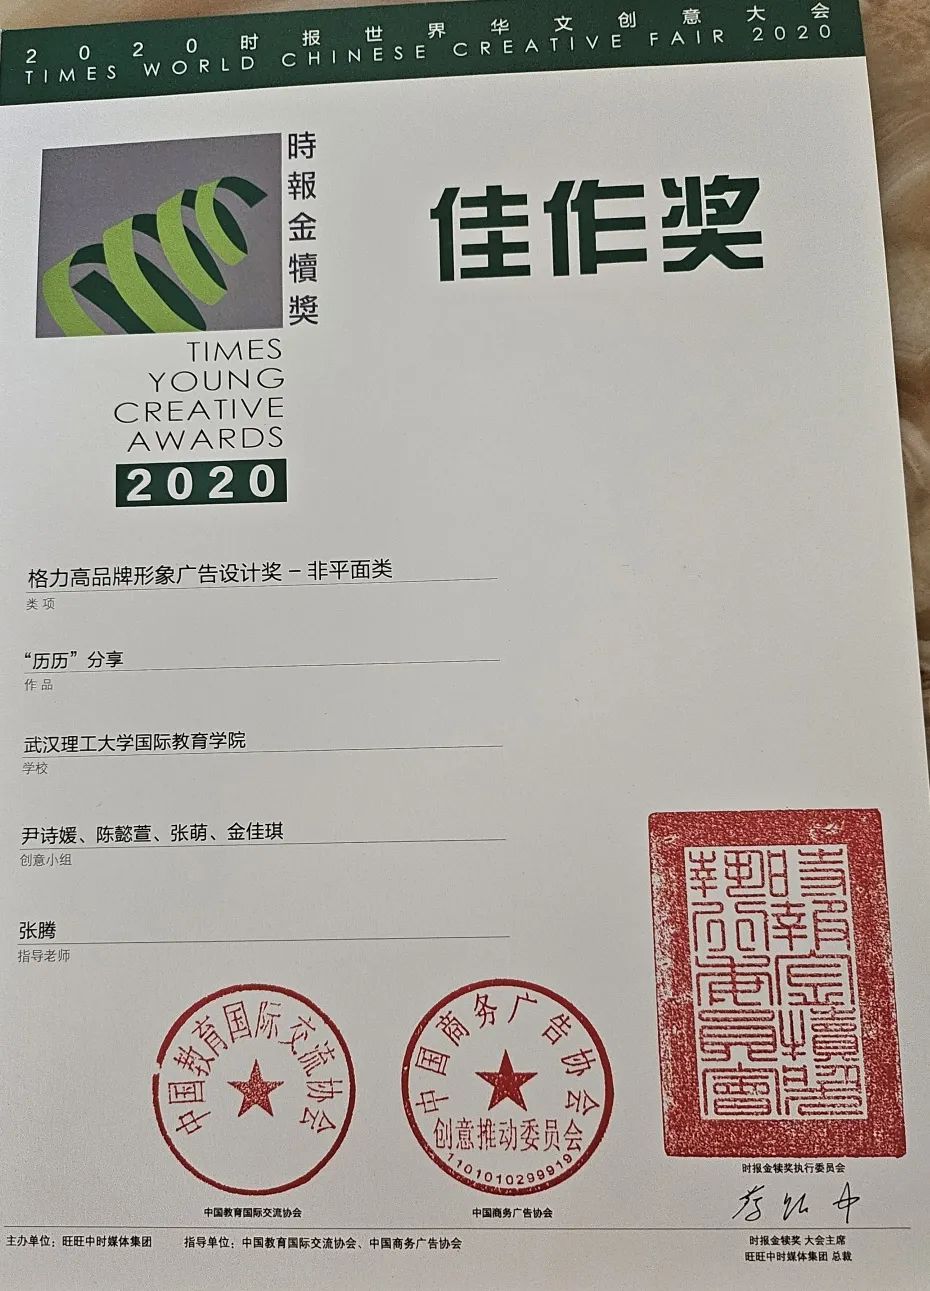 2020时报世界华文创意大会
TIMES WORLD CHINESE CREATIVE FAIR 2020
時報金犢獎
佳作奖
TIMES
YOUNG
CREATIVE
AWARDS
2020
格力高品牌形象广告设计奖－非平面类
类项
“历历”分享
作品
武汉理工大学国际教育学院
学校
尹诗媛、陈懿萱、张萌、金佳琪
创意小组
张腾
指导老师
中国教育国际交流协会
中国商务广告协会
创意推动委员会
1101010299919
時報金犢獎
執行委員會
中国教育国际交流协会
中国商务广告协会
时报金犊奖执行委员会
时报金犊奖 大会主席
旺旺中时媒体集团 总裁
主办单位：旺旺中时媒体集团 指导单位：中国教育国际交流协会、中国商务广告协会